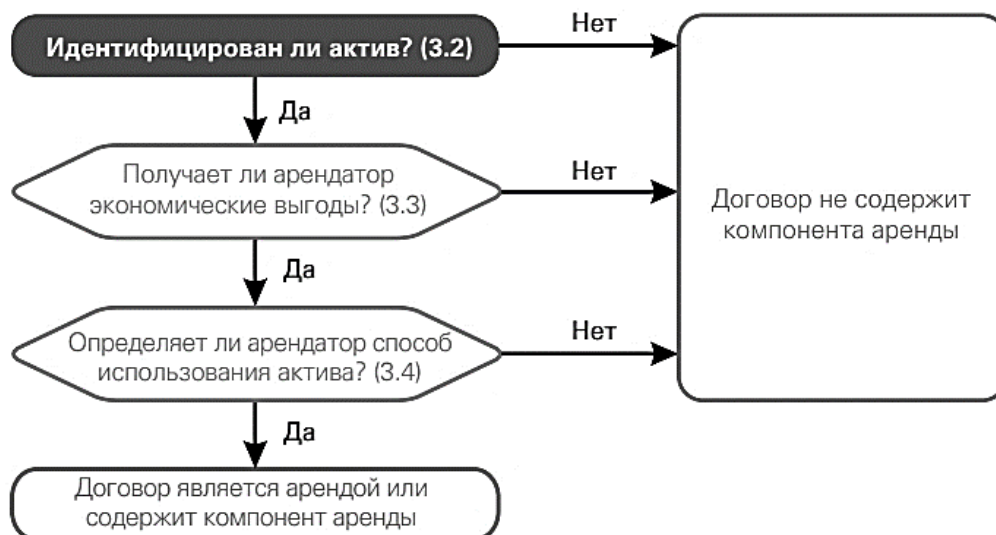 Идентифицирован ли актив? (3.2)
Нет
Да
Получает ли арендатор
экономические выгоды? (3.3)
Нет
Договор не содержит
компонента аренды
Да
Определяет ли арендатор способ
использования актива? (3.4)
Нет
Да
Договор является арендой или
содержит компонент аренды